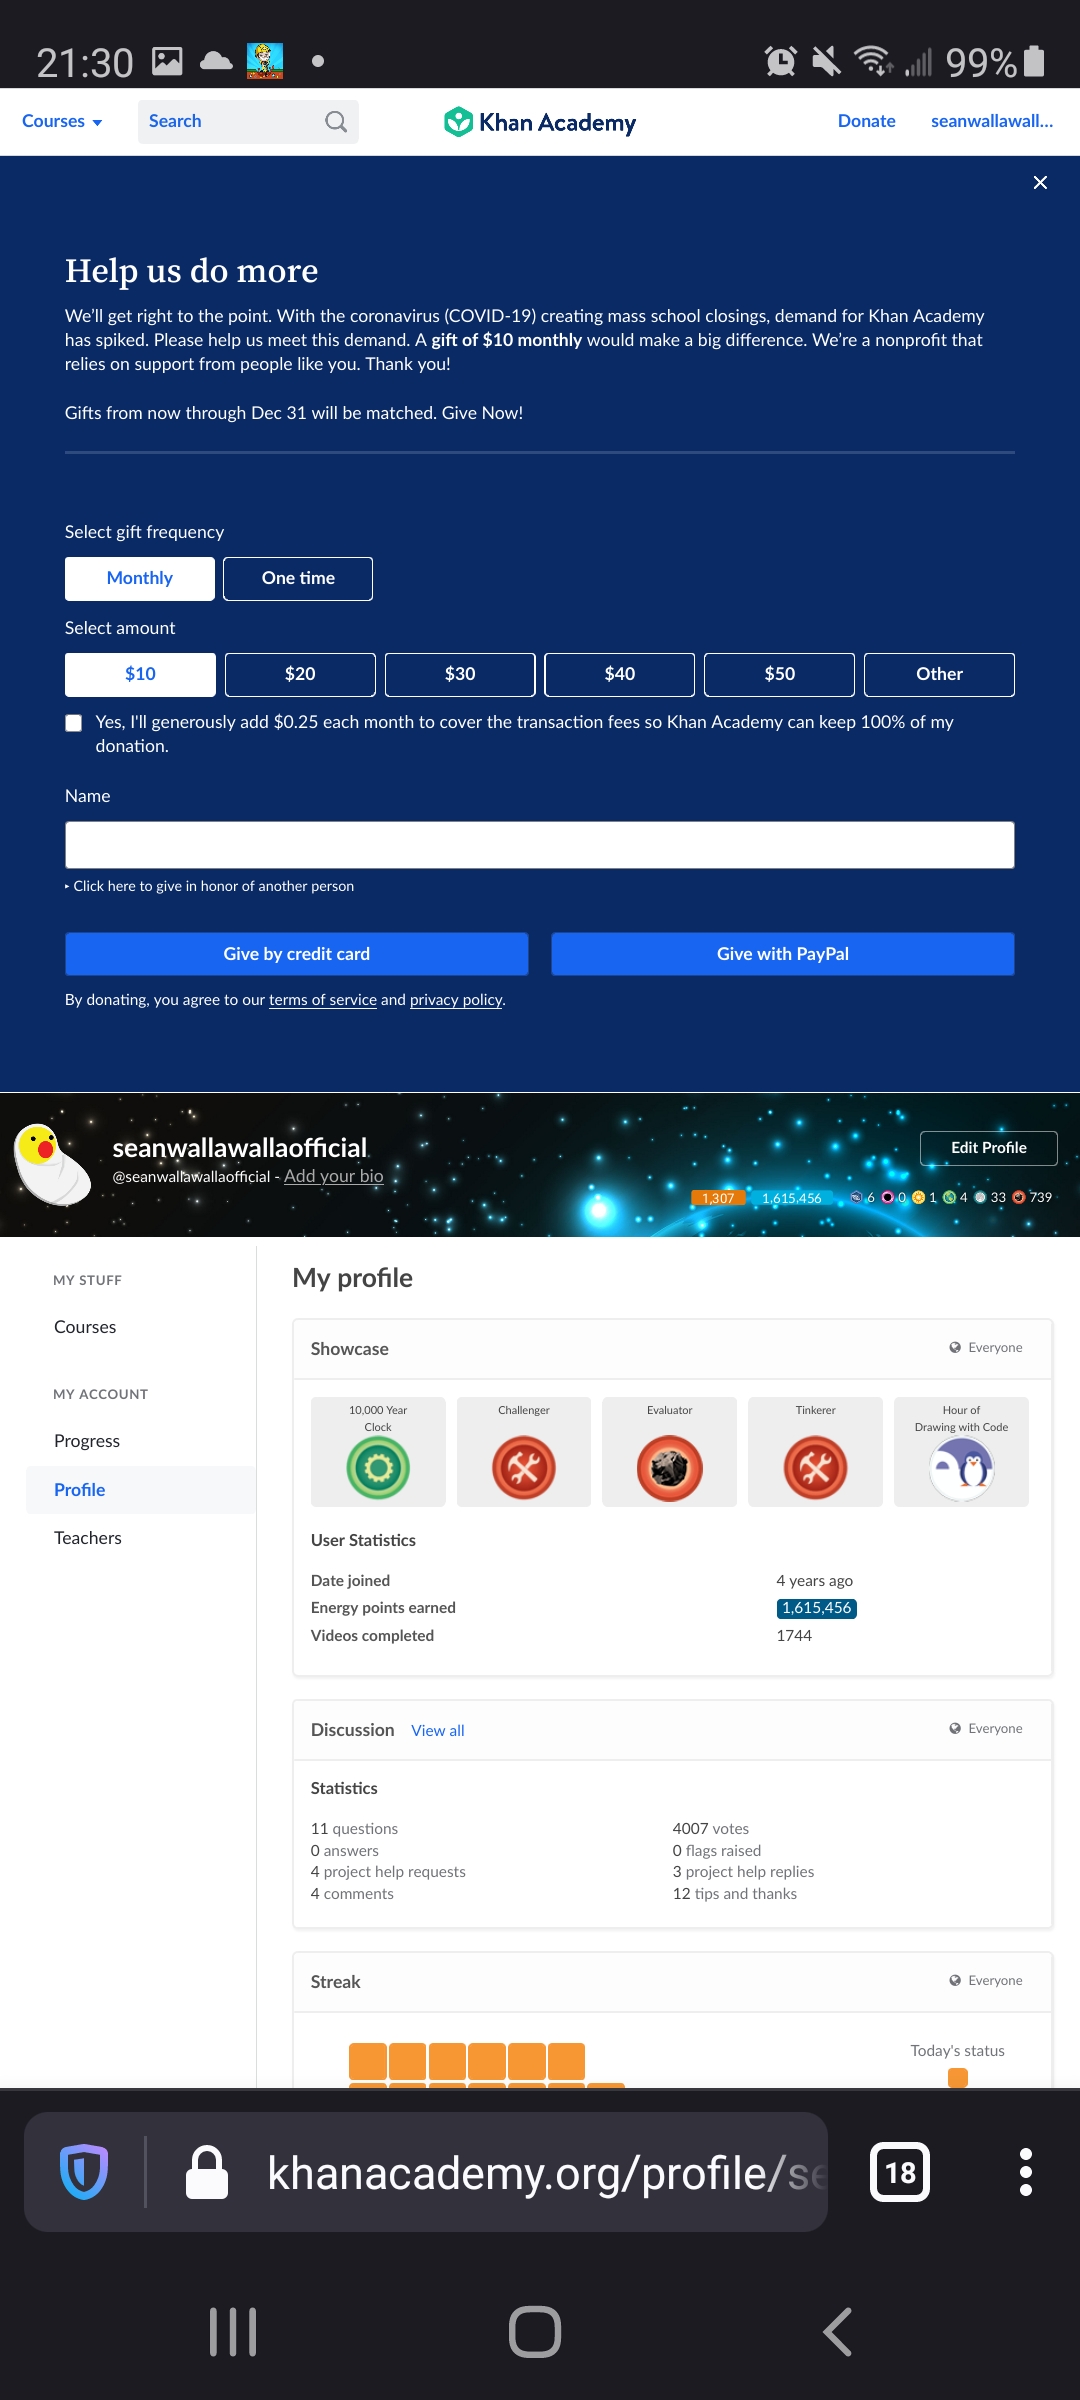 21:30
99%
Courses
Search
Khan Academy
Donate
seanwallawall...
Help us do more
We'll get right to the point. With the coronavirus (COVID-19) creating mass school closings, demand for Khan Academy
has spiked. Please help us meet this demand. A gift of $10 monthly would make a big difference. We're a nonprofit that
relies on support from people like you. Thank you!
Gifts from now through Dec 31 will be matched. Give Now!
Select gift frequency
Monthly
One time
Select amount
$10
$20
$30
$40
$50
Other
Yes, I'll generously add $0.25 each month to cover the transaction fees so Khan Academy can keep 100% of my
donation.
Name
Click here to give in honor of another person
Give by credit card
Give with PayPal
By donating, you agree to our terms of service and privacy policy.
seanwallawallaofficial
@seanwallawallaofficial - Add your bio
Edit Profile
1,307
1,615,456
6
0
1
4
33
739
MY STUFF
Courses
MY ACCOUNT
Progress
Profile
Teachers
My profile
Showcase
Everyone
10,000 Year
Clock
Challenger
Evaluator
Tinkerer
Hour of
Drawing with Code
User Statistics
Date joined
4 years ago
Energy points earned
1,615,456
Videos completed
1744
Discussion
View all
Everyone
Statistics
11 questions
4007 votes
0 answers
0 flags raised
4 project help requests
3 project help replies
4 comments
12 tips and thanks
Streak
Everyone
Today's status
khanacademy.org/profile/se
18